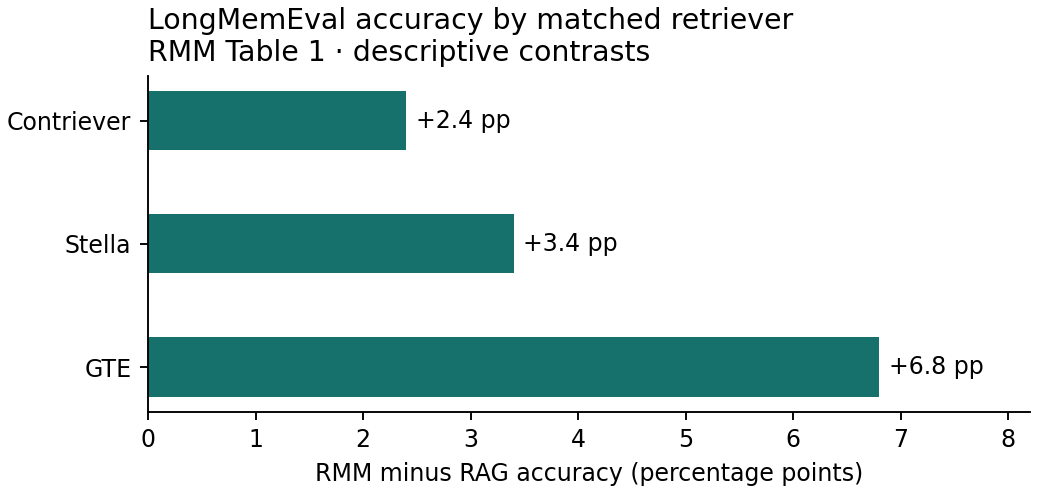 LongMemEval accuracy by matched retriever
RMM Table 1 · descriptive contrasts
Contriever
+2.4 pp
Stella
+3.4 pp
GTE
+6.8 pp
0 1 2 3 4 5 6 7 8
RMM minus RAG accuracy (percentage points)